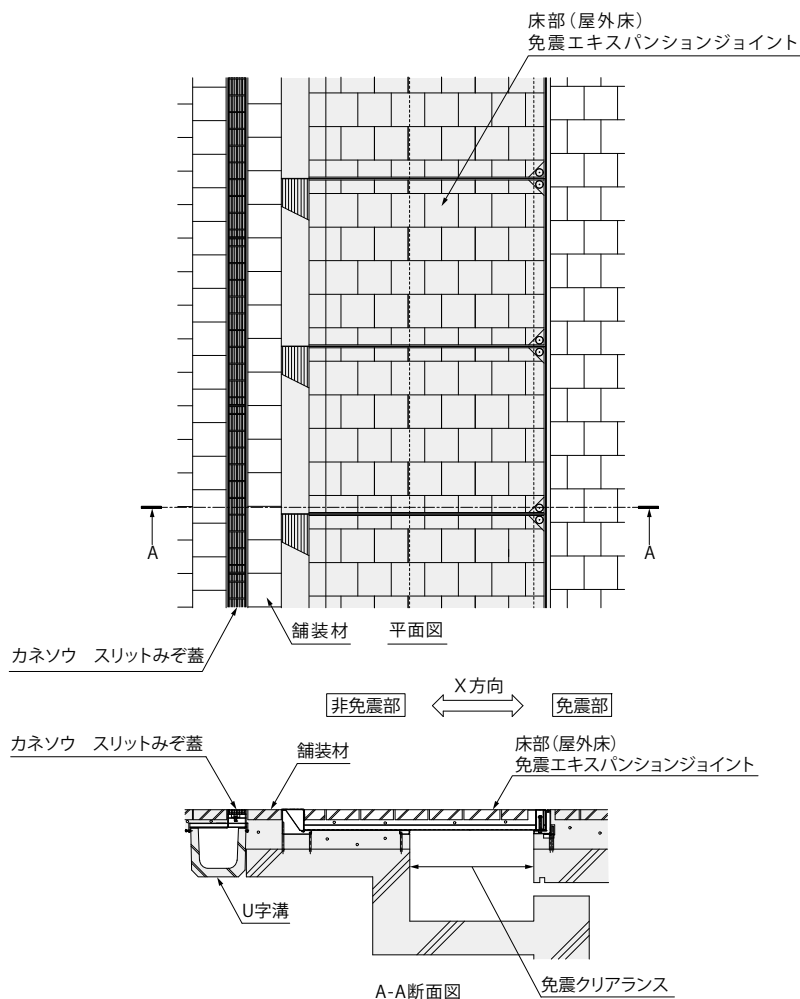 床部（屋外床）
免震エキスパンションジョイント
A
A
舗装材
平面図
カネソウ　スリットみぞ蓋
非免震部
X方向
免震部
カネソウ　スリットみぞ蓋
舗装材
床部（屋外床）
免震エキスパンションジョイント
U字溝
免震クリアランス
A-A断面図